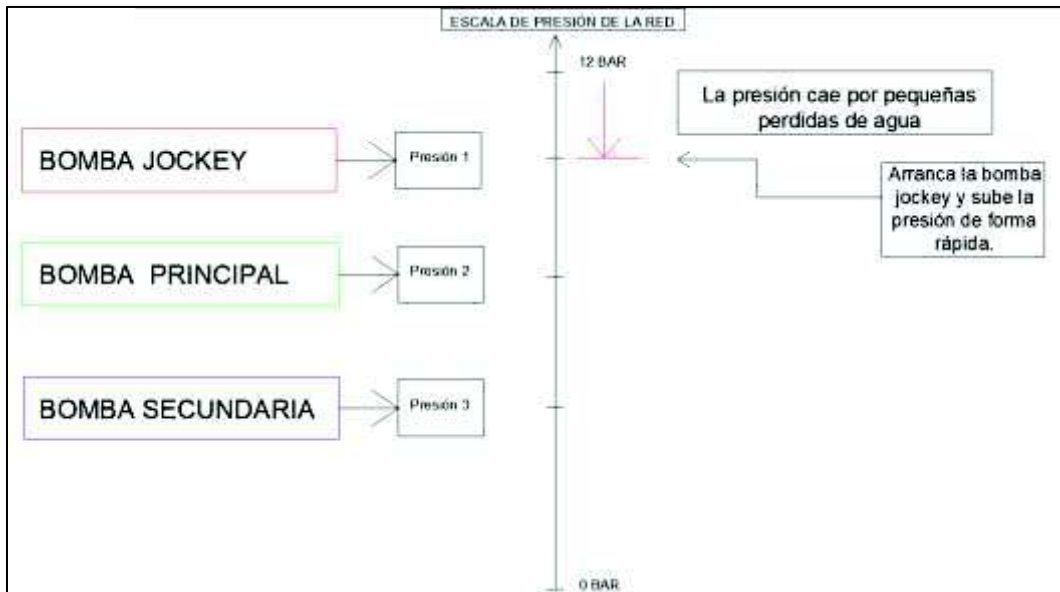 ESCALA DE PRESIÓN DE LA RED
12 BAR
La presión cae por pequeñas
perdidas de agua
BOMBA JOCKEY
Presión 1
Arranca la bomba
jockey y sube la
presión de forma
rápida.
BOMBA PRINCIPAL
Presión 2
BOMBA SECUNDARIA
Presión 3
0 BAR